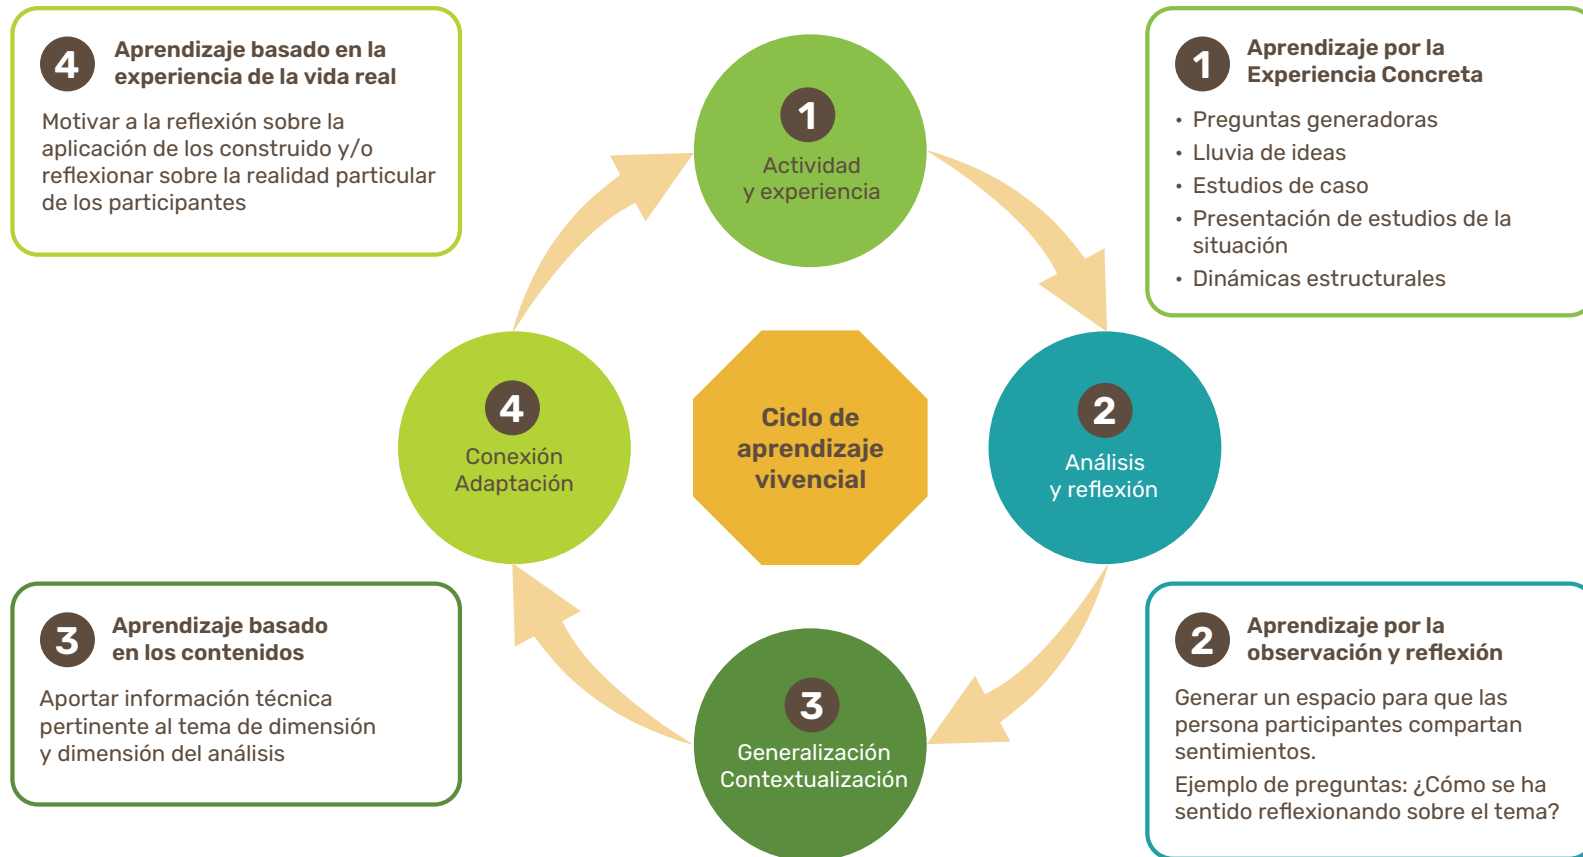 4
Aprendizaje basado en la
experiencia de la vida real
Motivar a la reflexión sobre la
aplicación de los construido y/o
reflexionar sobre la realidad particular
de los participantes
1
Actividad
y experiencia
1
Aprendizaje por la
Experiencia Concreta
• Preguntas generadoras
• Lluvia de ideas
• Estudios de caso
• Presentación de estudios de la
situación
• Dinámicas estructurales
4
Conexión
Adaptación
Ciclo de
aprendizaje
vivencial
2
Análisis
y reflexión
3
Aprendizaje basado
en los contenidos
Aportar información técnica
pertinente al tema de dimensión
y dimensión del análisis
3
Generalización
Contextualización
2
Aprendizaje por la
observación y reflexión
Generar un espacio para que las
persona participantes compartan
sentimientos.
Ejemplo de preguntas: ¿Cómo se ha
sentido reflexionando sobre el tema?